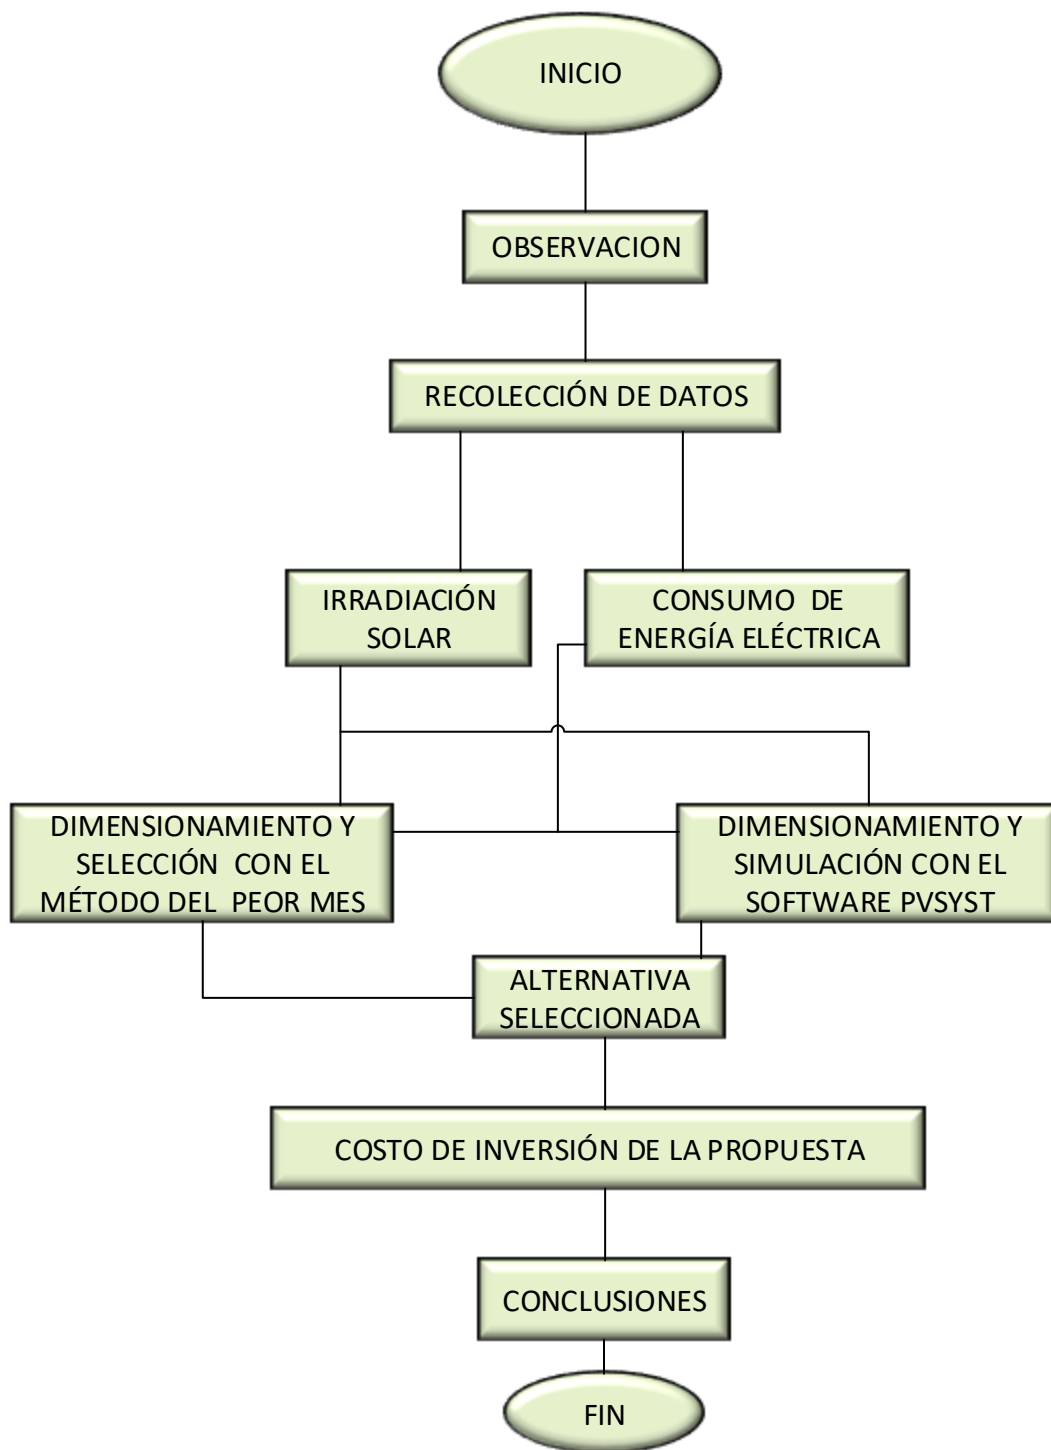 INICIO
OBSERVACION
RECOLECCIÓN DE DATOS
IRRADIACIÓN
SOLAR
CONSUMO DE
ENERGÍA ELÉCTRICA
DIMENSIONAMIENTO Y
SELECCIÓN CON EL
MÉTODO DEL PEOR MES
DIMENSIONAMIENTO Y
SIMULACIÓN CON EL
SOFTWARE PVSYST
ALTERNATIVA
SELECCIONADA
COSTO DE INVERSIÓN DE LA PROPUESTA
CONCLUSIONES
FIN